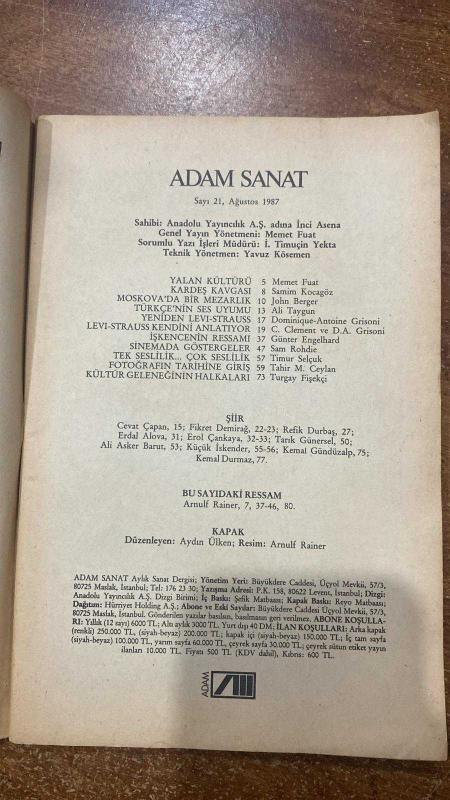 ADAM SANAT
Sayı 21, Ağustos 1987
Sahibi: Anadolu Yayıncılık A.Ş. adına İnci Asena
Genel Yayın Yönetmeni: Memet Fuat
Sorumlu Yazı İşleri Müdürü: İ. Timuçin Yekta
Teknik Yönetmen: Yavuz Kösemen
YALAN KÜLTÜRÜ 5 Memet Fuat
KARDEŞ KAVGASI 8 Samim Kocagöz
MOSKOVA'DA BİR MEZARLIK 10 John Berger
TÜRKÇE'NİN SES UYUMU 13 Ali Taygun
YENİDEN LEVI-STRAUSS 17 Dominique-Antoine Grisoni
LEVI-STRAUSS KENDİNİ ANLATIYOR 19 C. Clement ve D.A. Grisoni
İŞKENCENİN RESSAMI 37 Günter Engelhard
SİNEMADA GÖSTERGELER 47 Sam Rohdie
TEK SESLİLİK... ÇOK SESLİLİK 57 Timur Selçuk
FOTOĞRAFIN TARİHİNE GİRİŞ 59 Tahir M. Ceylan
KÜLTÜR GELENEĞİNİN HALKALARI 73 Turgay Fişekçi
ŞİİR
Cevat Çapan, 15; Fikret Demirağ, 22-23; Refik Durbaş, 27;
Erdal Alova, 31; Erol Çankaya, 32-33; Tarık Günersel, 50;
Ali Asker Barut, 53; Küçük İskender, 55-56; Kemal Gündüzalp, 75;
Kemal Durmaz, 77.
BU SAYIDAKİ RESSAM
Arnulf Rainer, 7, 37-46, 80.
KAPAK
Düzenleyen: Aydın Ülken; Resim: Arnulf Rainer
ADAM SANAT Aylık Sanat Dergisi; Yönetim Yeri: Büyükdere Caddesi, Üçyol Mevkii, 57/3,
80725 Maslak, İstanbul; Tel: 176 23 30; Yazışma Adresi: P.K. 158, 80622 Levent, İstanbul; Dizgi:
Anadolu Yayıncılık A.Ş. Dizgi Birimi; İç Baskı: Şefik Matbaası; Kapak Baskı: Reyo Matbaası;
Dağıtım: Hürriyet Holding A.Ş.; Abone ve Eski Sayılar: Büyükdere Caddesi Üçyol Mevkii, 57/3,
80725 Maslak, İstanbul. Gönderilen yazılar basılsın, basılmasın geri verilmez. ABONE KOŞULLA-
RI: Yıllık (12 sayı) 6000 TL.; Altı aylık 3000 TL. Yurt dışı 40 DM; İLAN KOŞULLARI: Arka kapak
(renkli) 250.000 TL., (siyah-beyaz) 200.000 TL.; kapak içi (siyah-beyaz) 150.000 TL.; İç tam sayfa
(siyah-beyaz) 100.000 TL., yarım sayfa 60.000 TL., çeyrek sayfa 30.000 TL., çeyrek sütun etiket yayın
ilanları 10.000 TL. Fiyatı 500 TL (KDV dahil), Kıbrıs: 600 TL.
ADAM